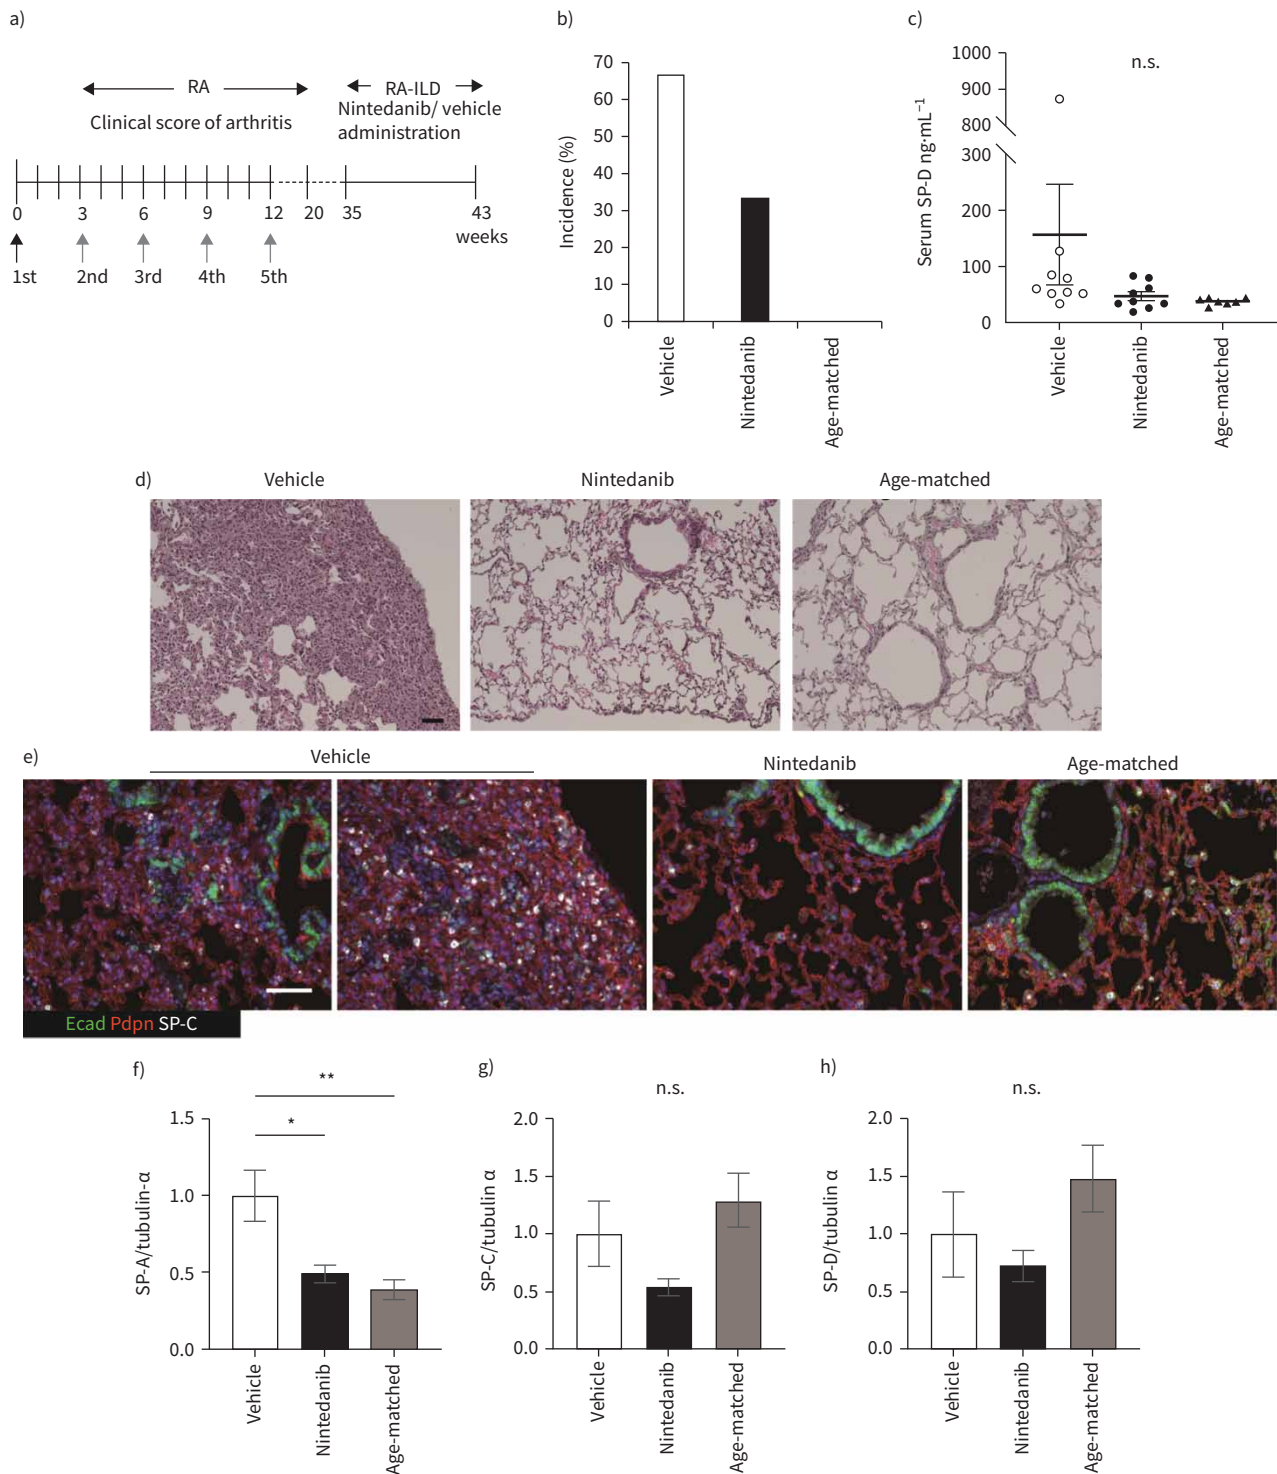 a)
RA
Clinical score of arthritis
RA-ILD
Nintedanib/ vehicle
administration
0 3 6 9 12 20 35 43
weeks
1st 2nd 3rd 4th 5th
b)
Incidence (%)
70
60
50
40
30
20
10
0
Vehicle
Nintedanib
Age-matched
c)
n.s.
Serum SP-D ng·mL⁻¹
1000
900
800
300
200
100
0
Vehicle
Nintedanib
Age-matched
d)
Vehicle Nintedanib Age-matched
e)
Vehicle Nintedanib Age-matched
Ecad Pdpn SP-C
f)
**
*
SP-A/tubulin-α
1.5
1.0
0.5
0.0
Vehicle
Nintedanib
Age-matched
g)
n.s.
SP-C/tubulin α
2.0
1.5
1.0
0.5
0.0
Vehicle
Nintedanib
Age-matched
h)
n.s.
SP-D/tubulin α
2.0
1.5
1.0
0.5
0.0
Vehicle
Nintedanib
Age-matched